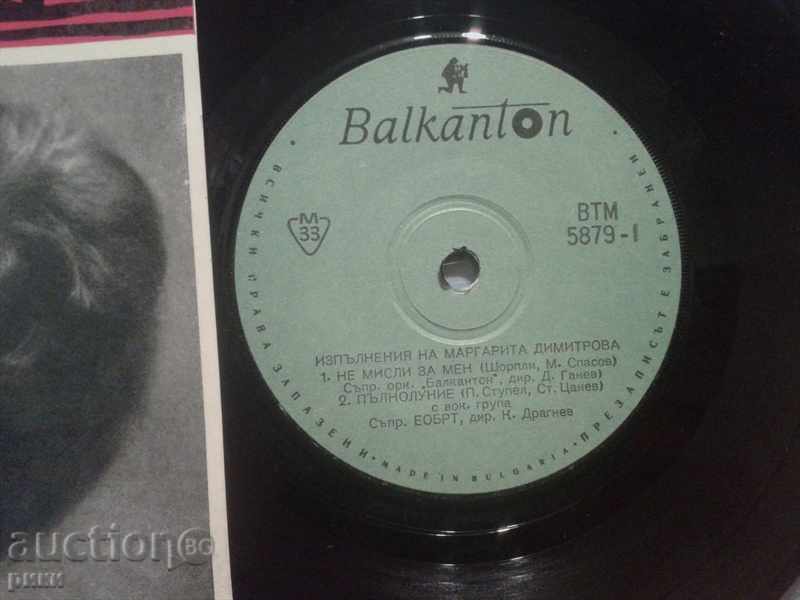 Balkanton
М
33
ВТМ
5879-I
ИЗПЪЛНЕНИЯ НА МАРГАРИТА ДИМИТРОВА
1. НЕ МИСЛИ ЗА МЕН (Шорпли, М. Спасов)
Съпр. орк. „Балкантон" дир. Д. Ганев
2. ПЪЛНОЛУНИЕ (П. Ступел, Ст. Цанев)
с вок. група
Съпр. ЕОБРТ, дир. К. Драгнев
• ВСИЧКИ ПРАВА ЗАПАЗЕНИ • MADE IN BULGARIA • ПРЕЗАПИСЪТ Е ЗАБРАНЕН •
auctionBG
ркки